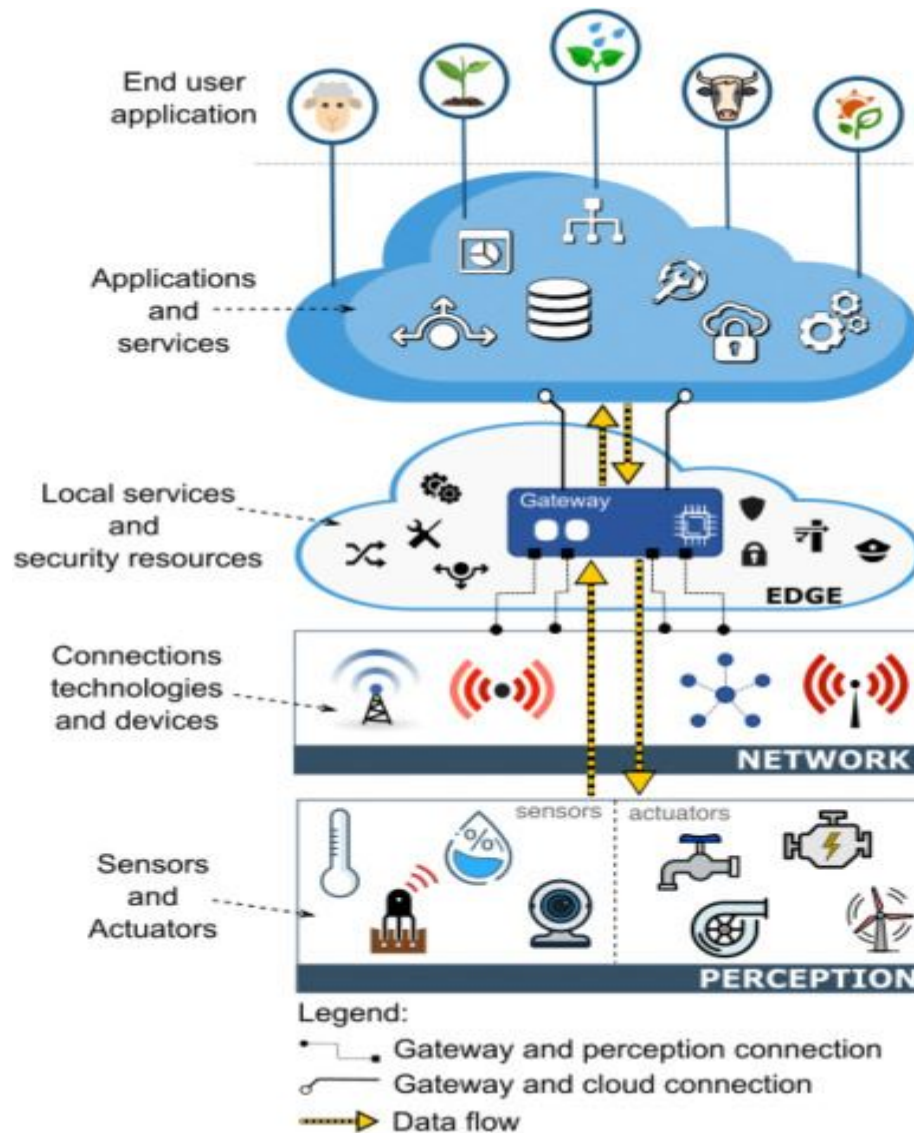 End user
application
Applications
and
services
Local services
and
security resources
Gateway
EDGE
Connections
technologies
and devices
NETWORK
sensors
actuators
%
Sensors
and
Actuators
PERCEPTION
Legend:
Gateway and perception connection
Gateway and cloud connection
Data flow